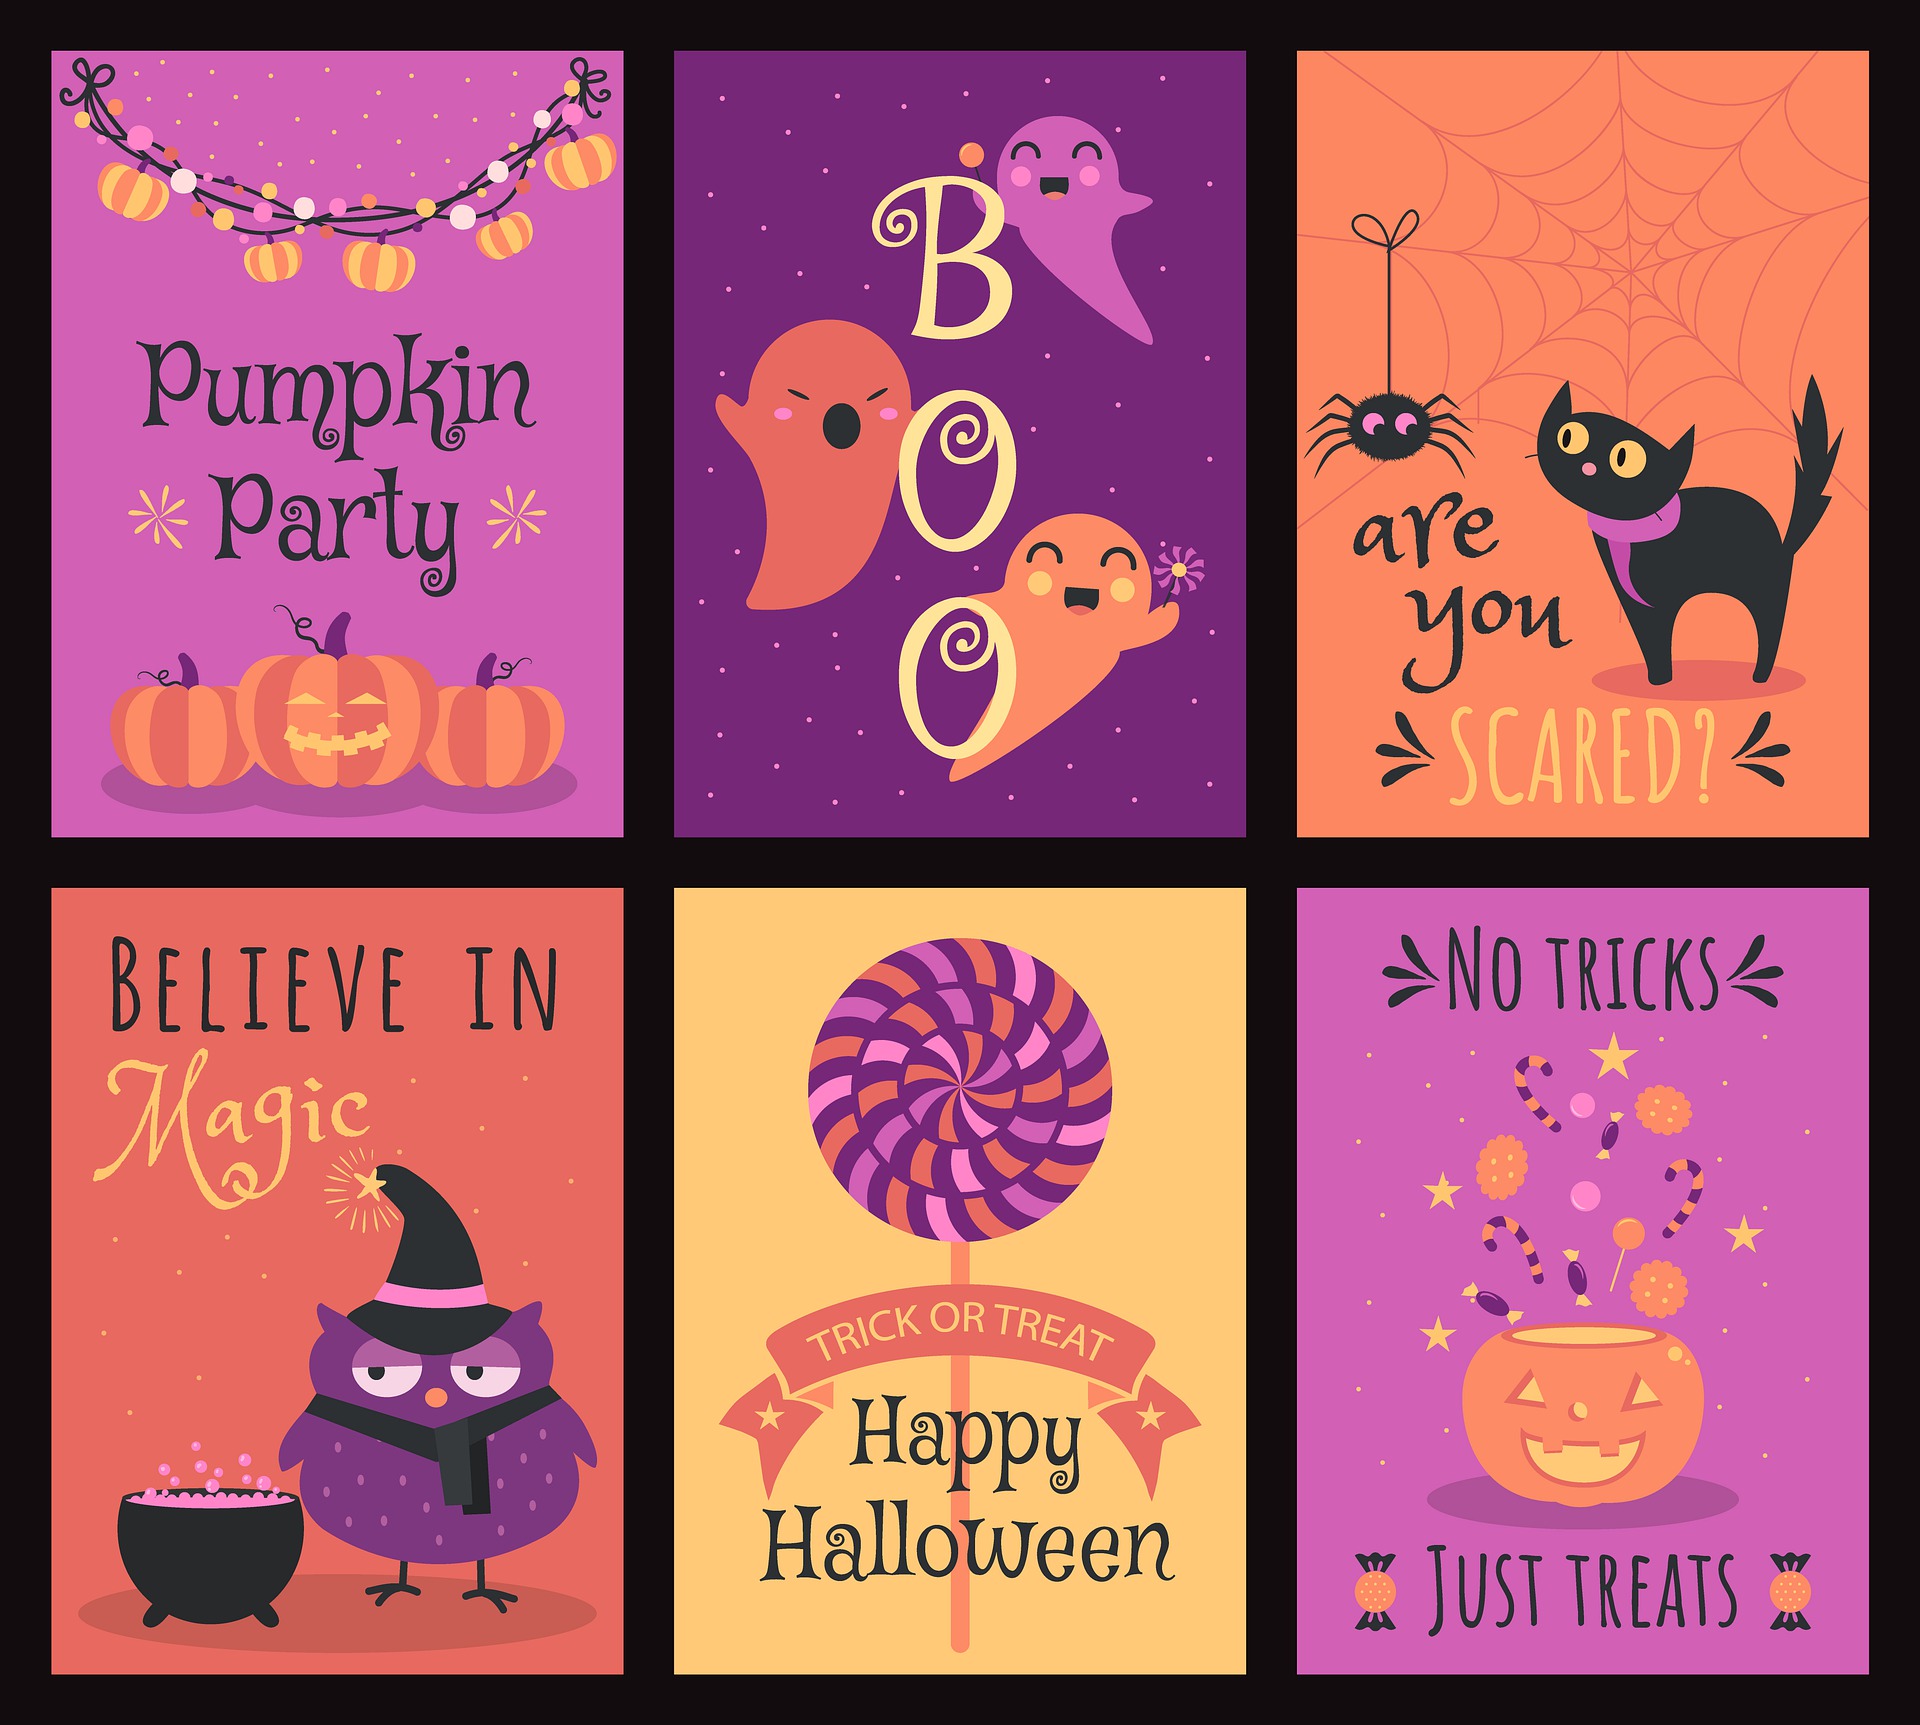 Pumpkin
Party
B
O
O
are
you
SCARED?
BELIEVE IN
Magic
TRICK OR TREAT
Happy
Halloween
NO TRICKS
JUST TREATS